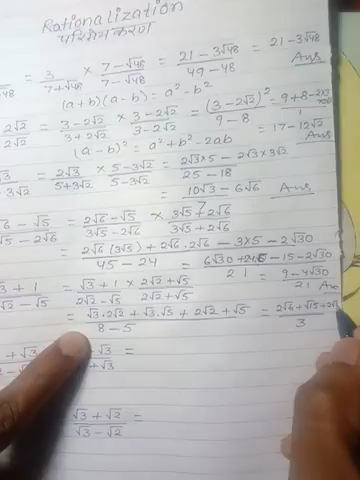 Rationalization
परिमेयकरण
= 3/7+√48 × 7-√48/7-√48 = 21-3√48/49-48 = 21-3√48 Ans
(a+b)(a-b) = a²-b²
= 3-2√2/3+2√2 × 3-2√2/3-2√2 = (3-2√2)²/9-8 = 9+8-2×3
(a-b)² = a²+b²-2ab = 17-12√2 Ans
= 2√3/5+3√2 × 5-3√2/5-3√2 = 2√3×5-2√3×3√2/25-18
= 10√3-6√6/7 Ans
= 2√6-√5/3√5-2√6 × 3√5+2√6/3√5+2√6
= 2√6(3√5)+2√6·2√6-3×5-2√30/45-24 = 6√30+24-15-2√30/21
= 9-4√30/21 Ans
√3+1/2√2-√5 = √3+1/2√2-√5 × 2√2+√5/2√2+√5
= √3·2√2+√3·√5+2√2+√5/8-5 = 2√6+√15+2√/3
+√3 √3 =
√3+√2/√3-√2 =